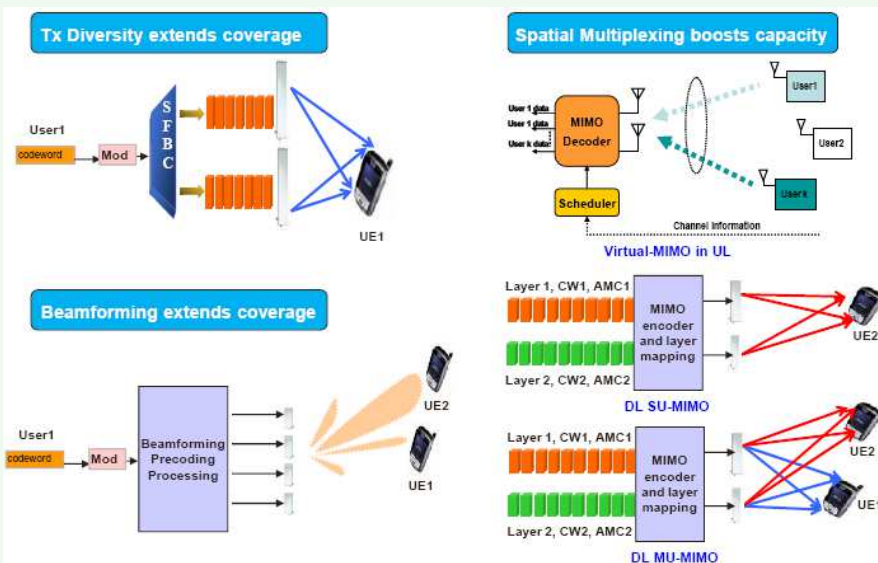 Tx Diversity extends coverage
User1
codeword
Mod
S
F
B
C
UE1
Spatial Multiplexing boosts capacity
User 1 data
User 1 data
User k data
MIMO
Decoder
Scheduler
User1
User2
Userk
Channel Information
Virtual-MIMO in UL
Beamforming extends coverage
User1
codeword
Mod
Beamforming
Precoding
Processing
UE2
UE1
Layer 1, CW1, AMC1
MIMO
encoder
and layer
mapping
Layer 2, CW2, AMC2
UE2
DL SU-MIMO
Layer 1, CW1, AMC1
MIMO
encoder
and layer
mapping
Layer 2, CW2, AMC2
UE2
UE1
DL MU-MIMO